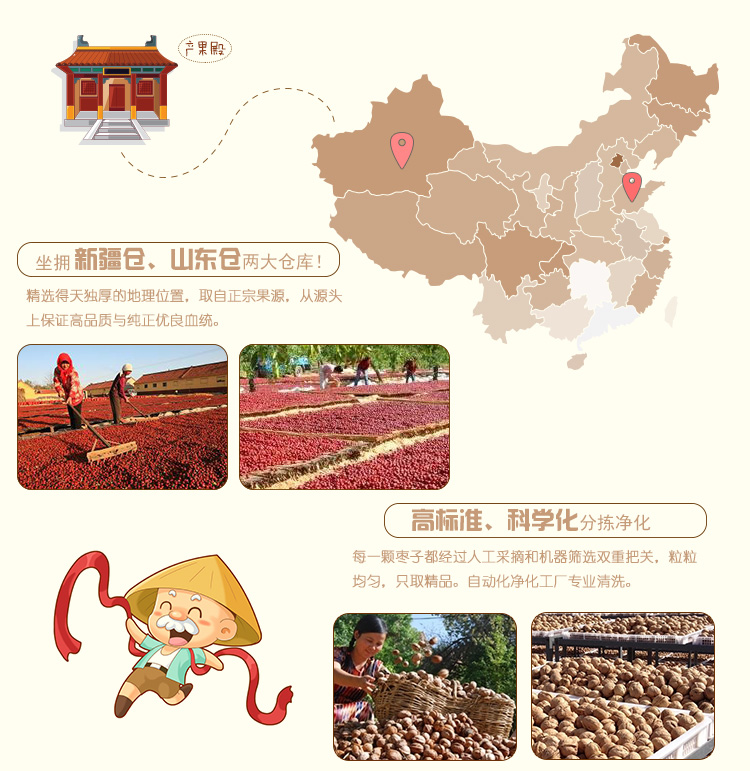 产果殿
坐拥 新疆仓、山东仓两大仓库！
精选得天独厚的地理位置，取自正宗果源，从源头
上保证高品质与纯正优良血统。
高标准、科学化分拣净化
每一颗枣子都经过人工采摘和机器筛选双重把关，粒粒
均匀，只取精品。自动化净化工厂专业清洗。